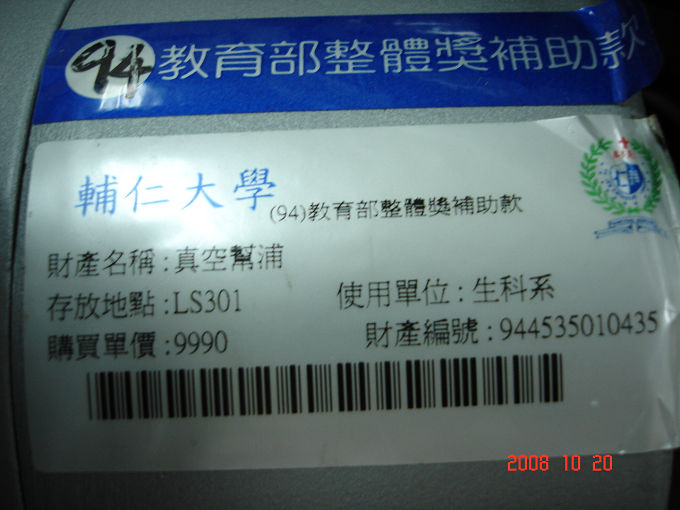 94 教育部整體獎補助款
輔仁大學
(94)教育部整體獎補助款
財產名稱:真空幫浦
存放地點:LS301 使用單位:生科系
購買單價:9990 財產編號:944535010435
2008 10 20